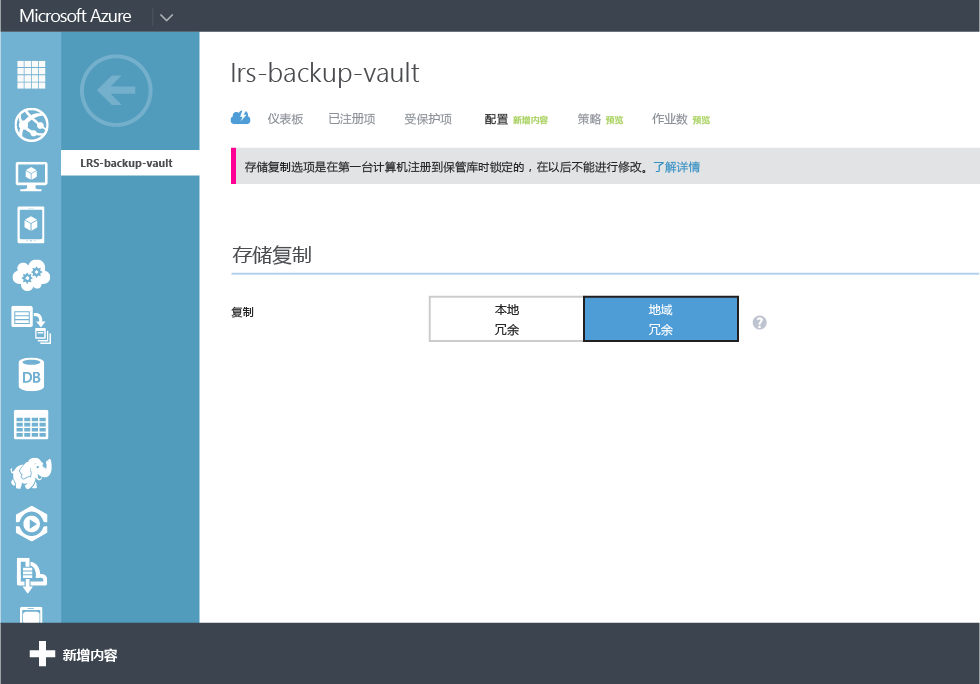 Microsoft Azure
LRS-backup-vault
lrs-backup-vault
仪表板 已注册项 受保护项 配置 新增内容 策略 预览 作业数 预览
存储复制选项是在第一台计算机注册到保管库时锁定的，在以后不能进行修改。了解详情
存储复制
复制
本地
冗余
地域
冗余
?
DB
新增内容